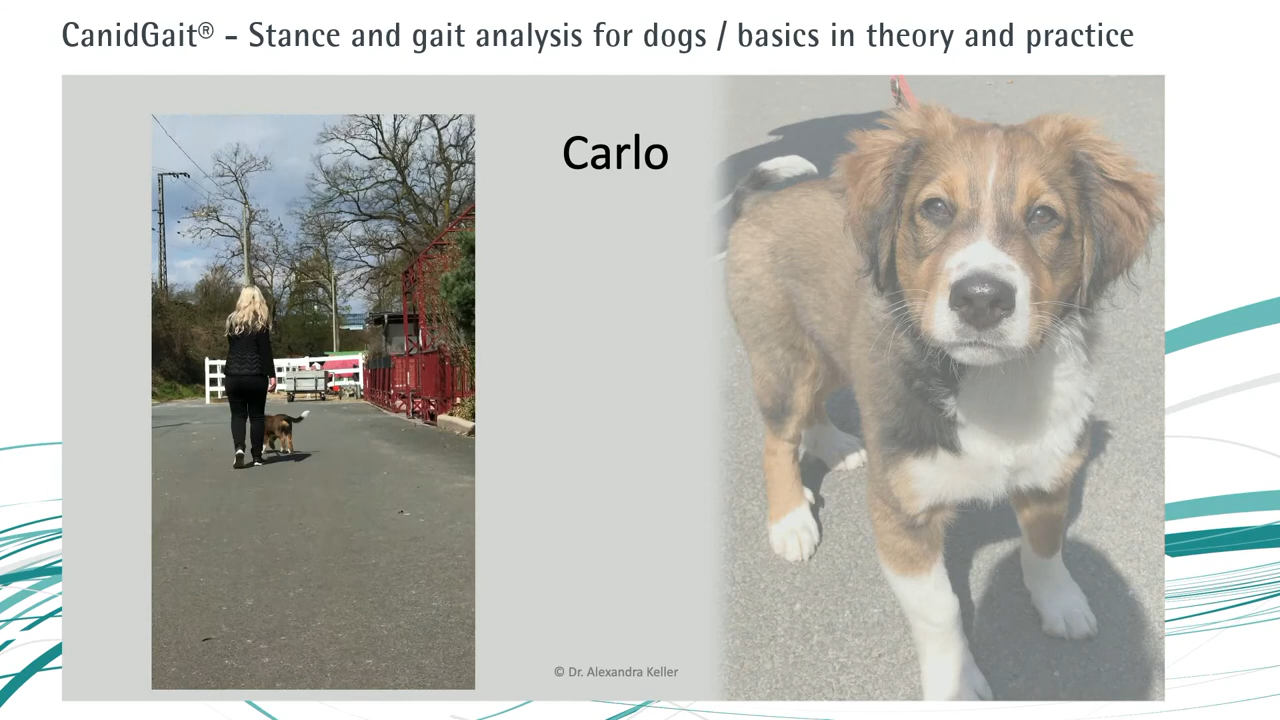 CanidGait® - Stance and gait analysis for dogs / basics in theory and practice
Carlo
© Dr. Alexandra Keller